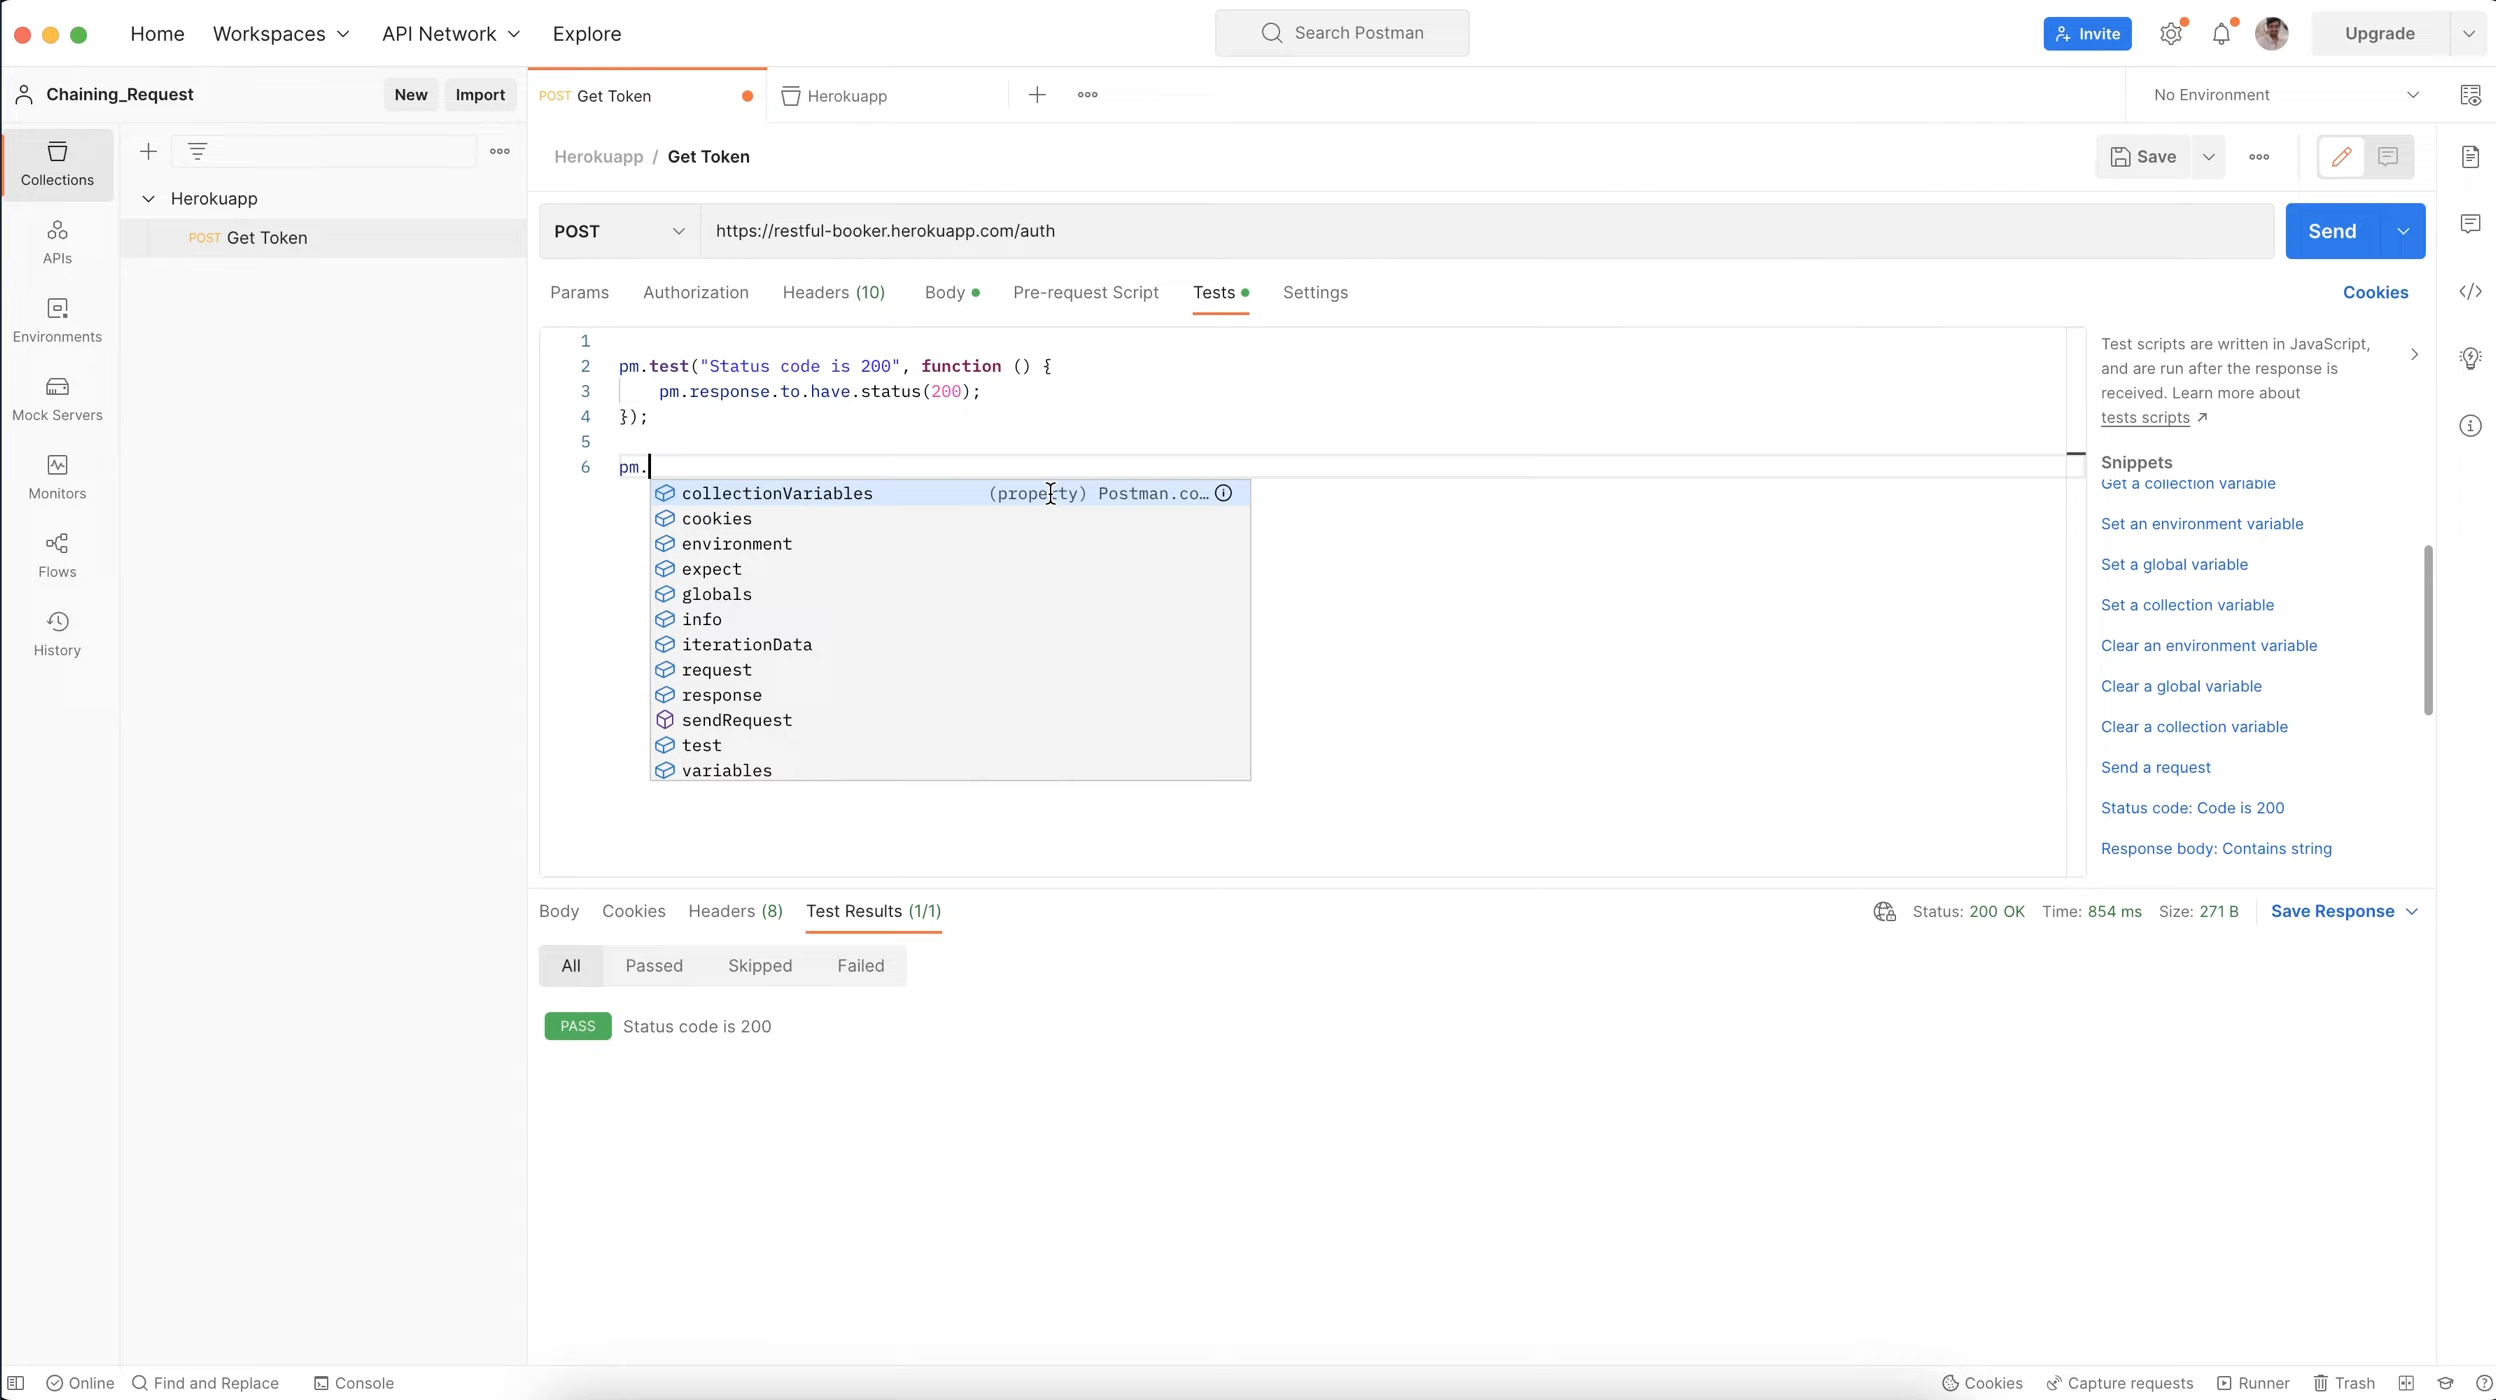 Home
Workspaces
API Network
Explore
Search Postman
Invite
Upgrade
Chaining_Request
New
Import
POST Get Token
Herokuapp
No Environment
Collections
APIs
Environments
Mock Servers
Monitors
Flows
History
Herokuapp
POST Get Token
Herokuapp / Get Token
Save
POST
https://restful-booker.herokuapp.com/auth
Send
Params
Authorization
Headers (10)
Body
Pre-request Script
Tests
Settings
Cookies
1
2 pm.test("Status code is 200", function () {
3 pm.response.to.have.status(200);
4 });
5
6 pm.
collectionVariables (property) Postman.co…
cookies
environment
expect
globals
info
iterationData
request
response
sendRequest
test
variables
Test scripts are written in JavaScript,
and are run after the response is
received. Learn more about
tests scripts
Snippets
Get a collection variable
Set an environment variable
Set a global variable
Set a collection variable
Clear an environment variable
Clear a global variable
Clear a collection variable
Send a request
Status code: Code is 200
Response body: Contains string
Body
Cookies
Headers (8)
Test Results (1/1)
Status: 200 OK
Time: 854 ms
Size: 271 B
Save Response
All
Passed
Skipped
Failed
PASS
Status code is 200
Online
Find and Replace
Console
Cookies
Capture requests
Runner
Trash